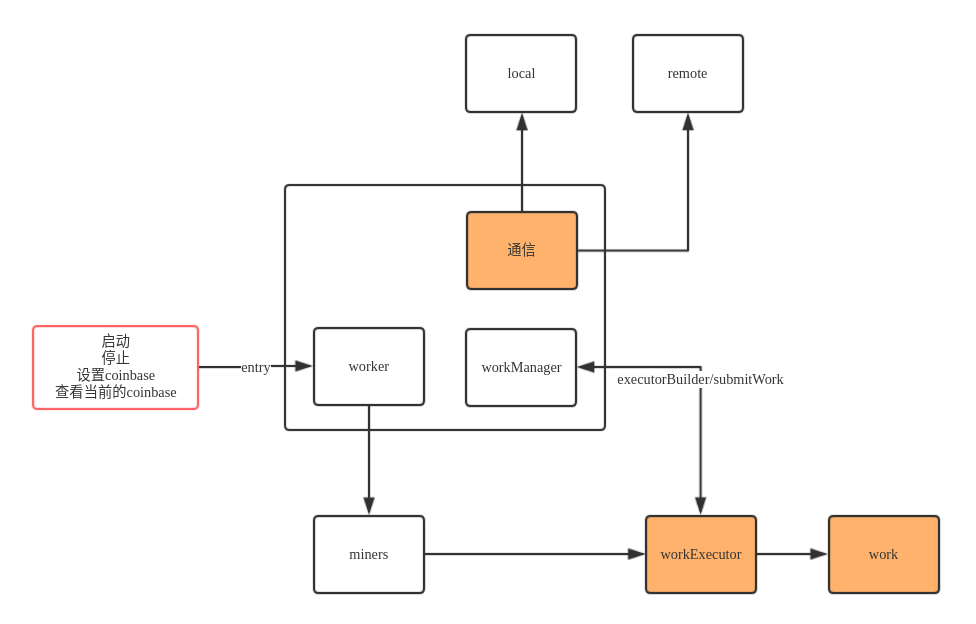 local
remote
通信
启动
停止
设置coinbase
查看当前的coinbase
entry
worker
workManager
executorBuilder/submitWork
miners
workExecutor
work